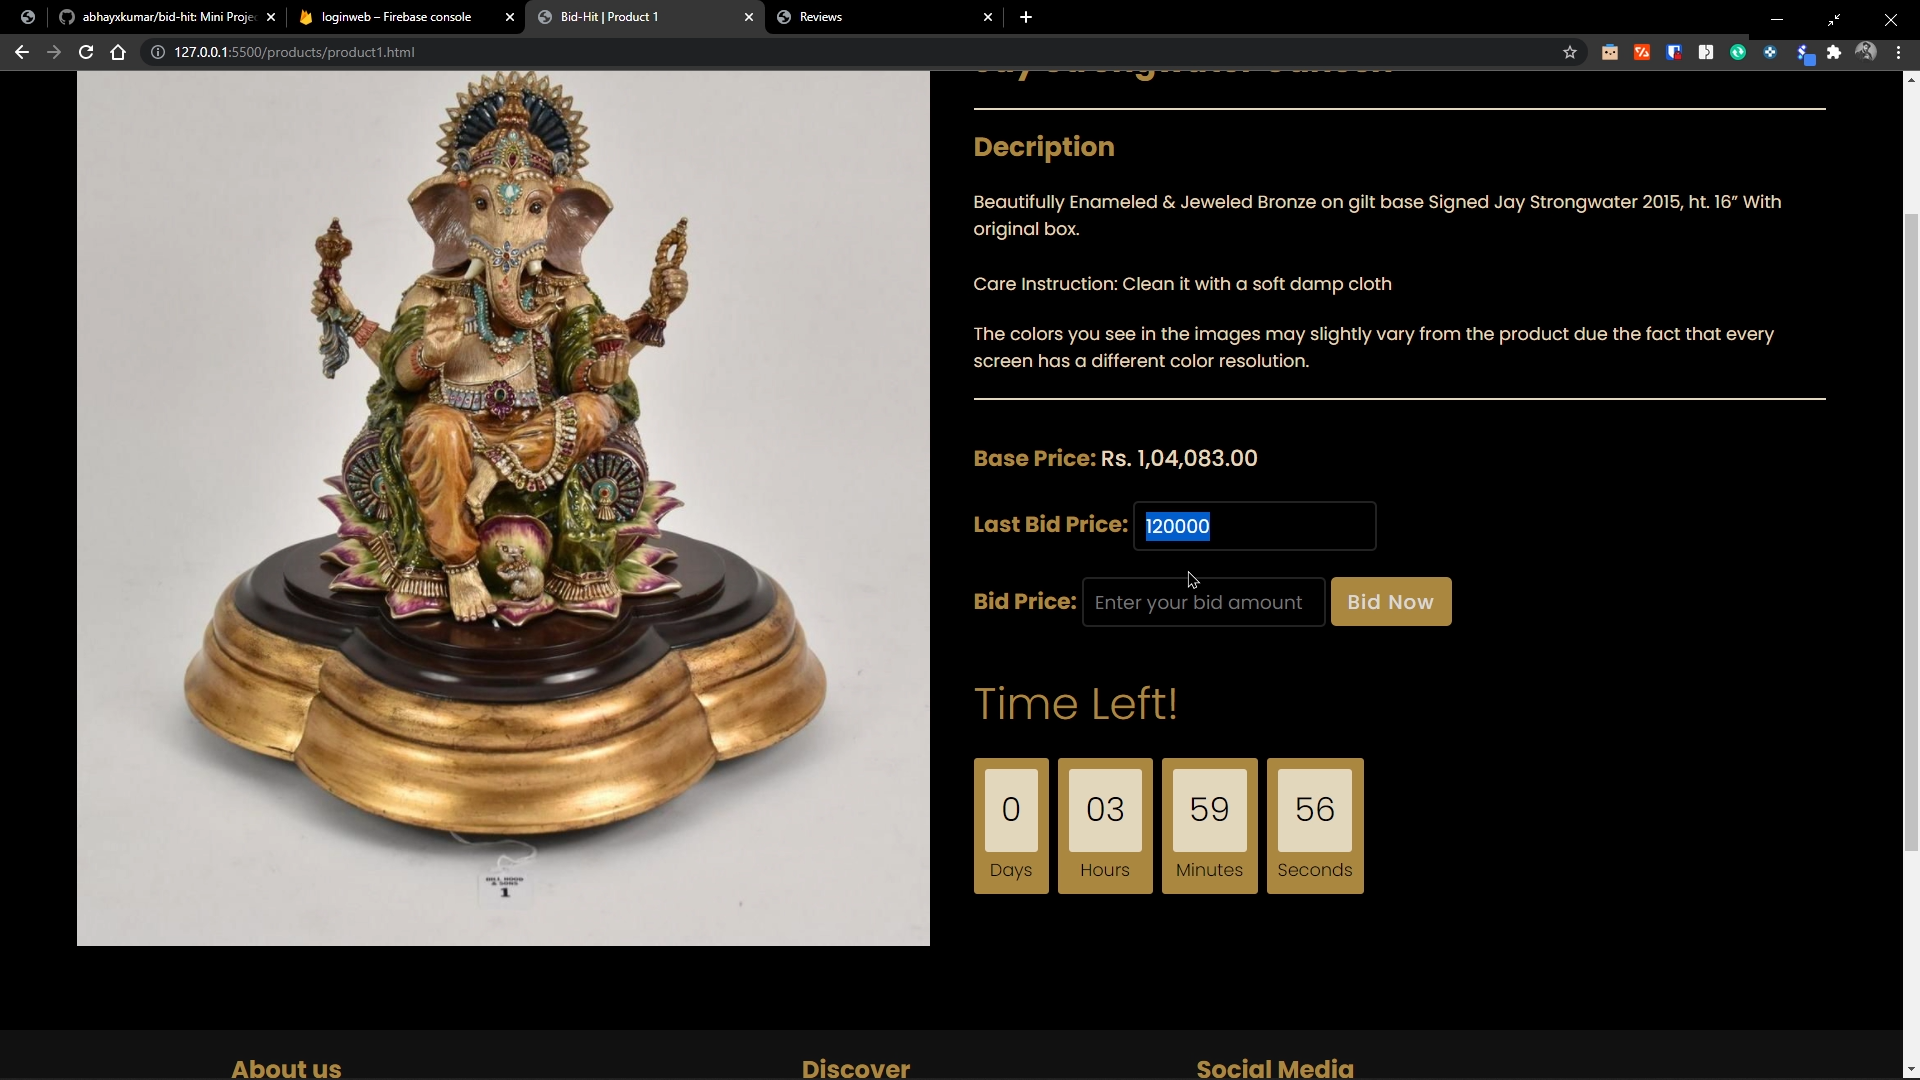 abhayxkumar/bid-hit: Mini Proje
loginweb – Firebase console
Bid-Hit | Product 1
Reviews
127.0.0.1:5500/products/product1.html
Decription
Beautifully Enameled & Jeweled Bronze on gilt base Signed Jay Strongwater 2015, ht. 16” With
original box.
Care Instruction: Clean it with a soft damp cloth
The colors you see in the images may slightly vary from the product due the fact that every
screen has a different color resolution.
Base Price: Rs. 1,04,083.00
Last Bid Price: 120000
Bid Price: Enter your bid amount Bid Now
Time Left!
0 03 59 56
Days Hours Minutes Seconds
1
About us Discover Social Media